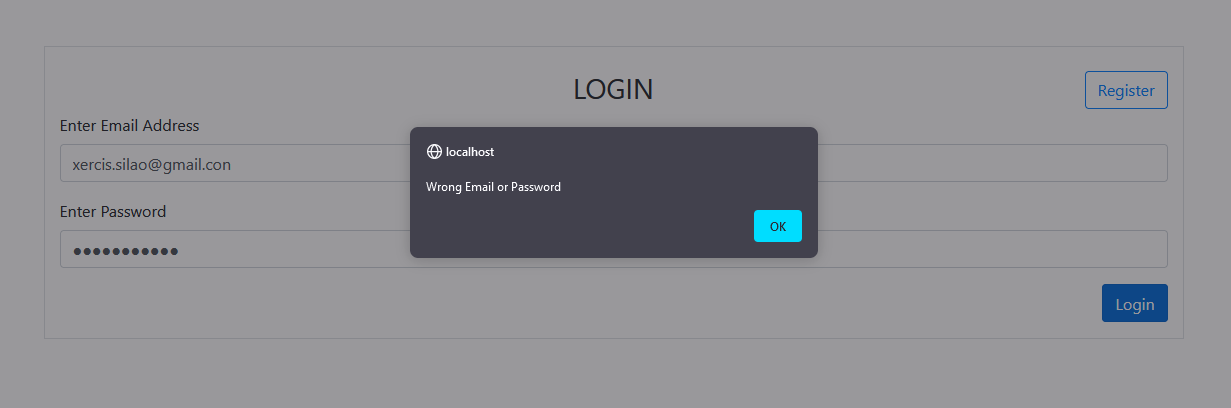 LOGIN
Register
Enter Email Address
localhost
xercis.silao@gmail.con
Wrong Email or Password
Enter Password
OK
●●●●●●●●●●●
Login